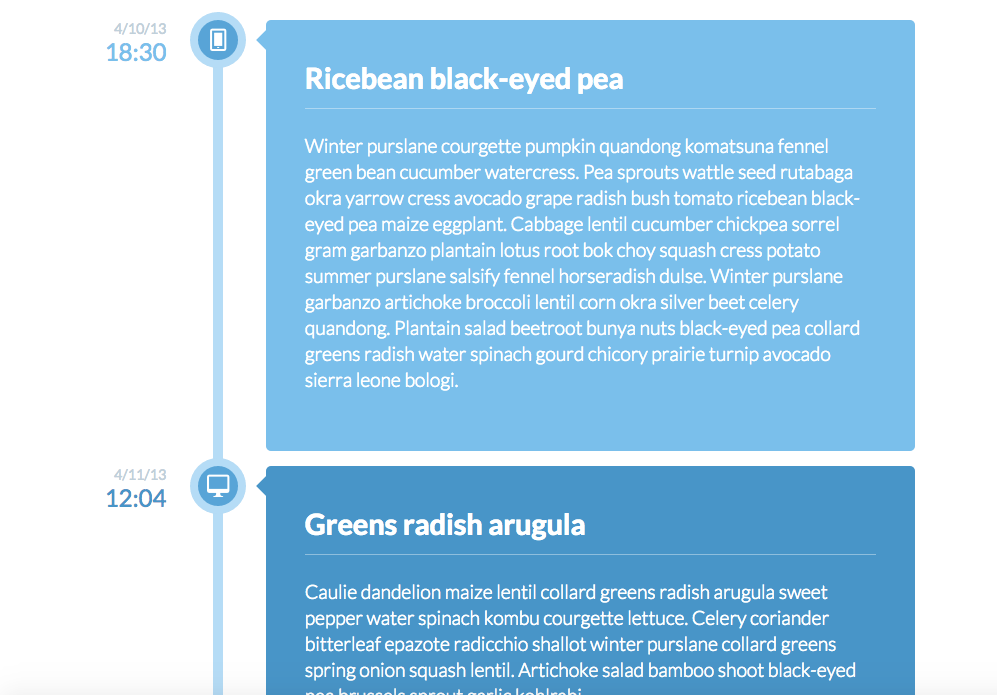 4/10/13
18:30
Ricebean black-eyed pea
Winter purslane courgette pumpkin quandong komatsuna fennel
green bean cucumber watercress. Pea sprouts wattle seed rutabaga
okra yarrow cress avocado grape radish bush tomato ricebean black-
eyed pea maize eggplant. Cabbage lentil cucumber chickpea sorrel
gram garbanzo plantain lotus root bok choy squash cress potato
summer purslane salsify fennel horseradish dulse. Winter purslane
garbanzo artichoke broccoli lentil corn okra silver beet celery
quandong. Plantain salad beetroot bunya nuts black-eyed pea collard
greens radish water spinach gourd chicory prairie turnip avocado
sierra leone bologi.
4/11/13
12:04
Greens radish arugula
Caulie dandelion maize lentil collard greens radish arugula sweet
pepper water spinach kombu courgette lettuce. Celery coriander
bitterleaf epazote radicchio shallot winter purslane collard greens
spring onion squash lentil. Artichoke salad bamboo shoot black-eyed
pea brussels sprout garlic kohlrabi.